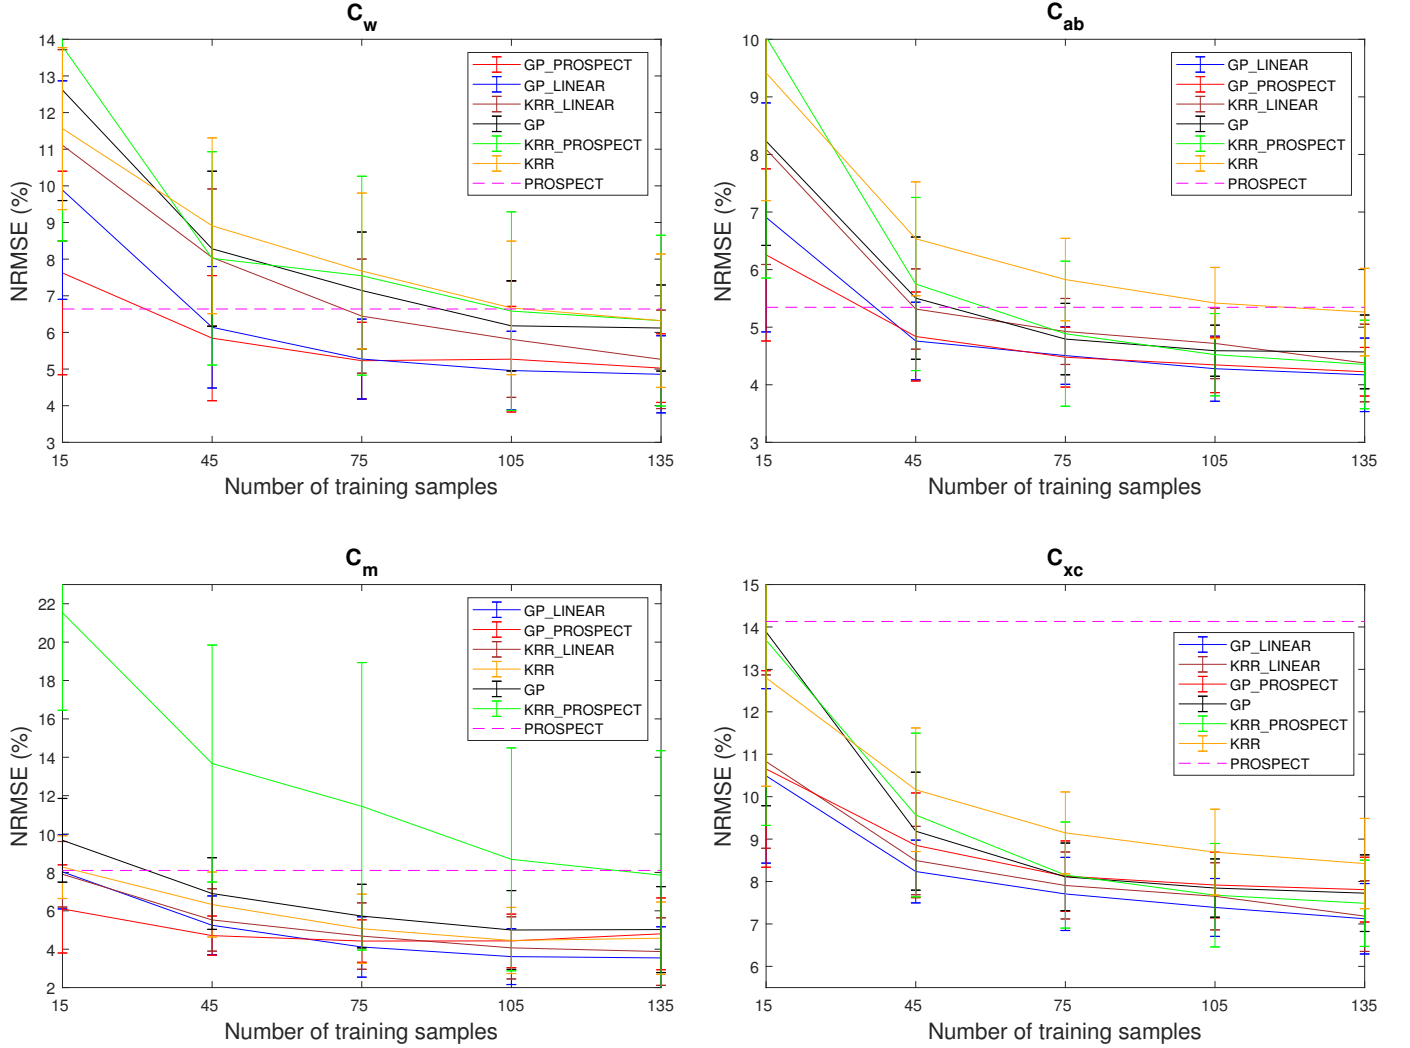 C_w
14
13
12
11
10
9
8
7
6
5
4
3
NRMSE (%)
15 45 75 105 135
Number of training samples
GP_PROSPECT
GP_LINEAR
KRR_LINEAR
GP
KRR_PROSPECT
KRR
PROSPECT
C_ab
10
9
8
7
6
5
4
3
NRMSE (%)
15 45 75 105 135
Number of training samples
GP_LINEAR
GP_PROSPECT
KRR_LINEAR
GP
KRR_PROSPECT
KRR
PROSPECT
C_m
22
20
18
16
14
12
10
8
6
4
2
NRMSE (%)
15 45 75 105 135
Number of training samples
GP_LINEAR
GP_PROSPECT
KRR_LINEAR
KRR
GP
KRR_PROSPECT
PROSPECT
C_xc
15
14
13
12
11
10
9
8
7
6
NRMSE (%)
15 45 75 105 135
Number of training samples
GP_LINEAR
KRR_LINEAR
GP_PROSPECT
GP
KRR_PROSPECT
KRR
PROSPECT